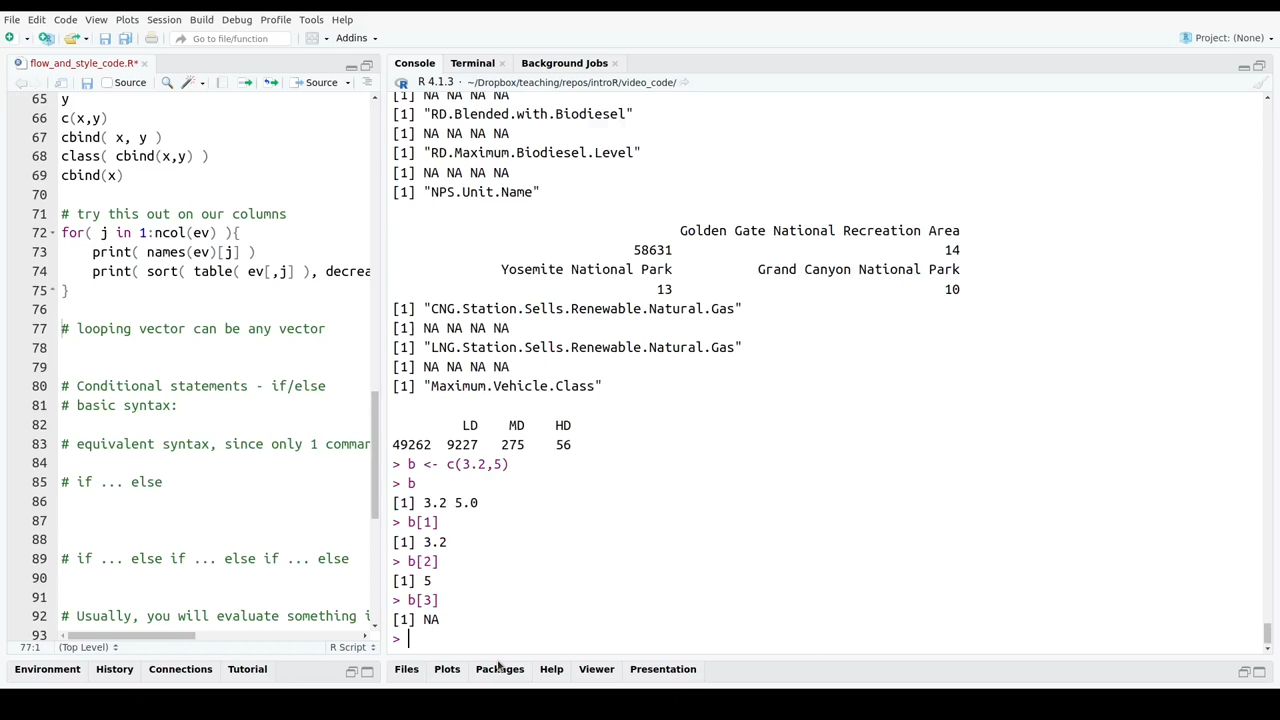 File Edit Code View Plots Session Build Debug Profile Tools Help
Go to file/function Addins Project: (None)
flow_and_style_code.R*
Source Source
65 y
66 c(x,y)
67 cbind( x, y )
68 class( cbind(x,y) )
69 cbind(x)
70
71 # try this out on our columns
72 for( j in 1:ncol(ev) ){
73 print( names(ev)[j] )
74 print( sort( table( ev[,j] ), decrea
75 }
76
77 # looping vector can be any vector
78
79
80 # Conditional statements - if/else
81 # basic syntax:
82
83 # equivalent syntax, since only 1 comman
84
85 # if ... else
86
87
88
89 # if ... else if ... else if ... else
90
91
92 # Usually, you will evaluate something i
93
77:1 (Top Level) R Script
Environment History Connections Tutorial
Console Terminal Background Jobs
R 4.1.3 · ~/Dropbox/teaching/repos/introR/video_code/
[1] NA NA NA NA
[1] "RD.Blended.with.Biodiesel"
[1] NA NA NA NA
[1] "RD.Maximum.Biodiesel.Level"
[1] NA NA NA NA
[1] "NPS.Unit.Name"
Golden Gate National Recreation Area
58631 14
Yosemite National Park Grand Canyon National Park
13 10
[1] "CNG.Station.Sells.Renewable.Natural.Gas"
[1] NA NA NA NA
[1] "LNG.Station.Sells.Renewable.Natural.Gas"
[1] NA NA NA NA
[1] "Maximum.Vehicle.Class"
LD MD HD
49262 9227 275 56
> b <- c(3.2,5)
> b
[1] 3.2 5.0
> b[1]
[1] 3.2
> b[2]
[1] 5
> b[3]
[1] NA
>
Files Plots Packages Help Viewer Presentation